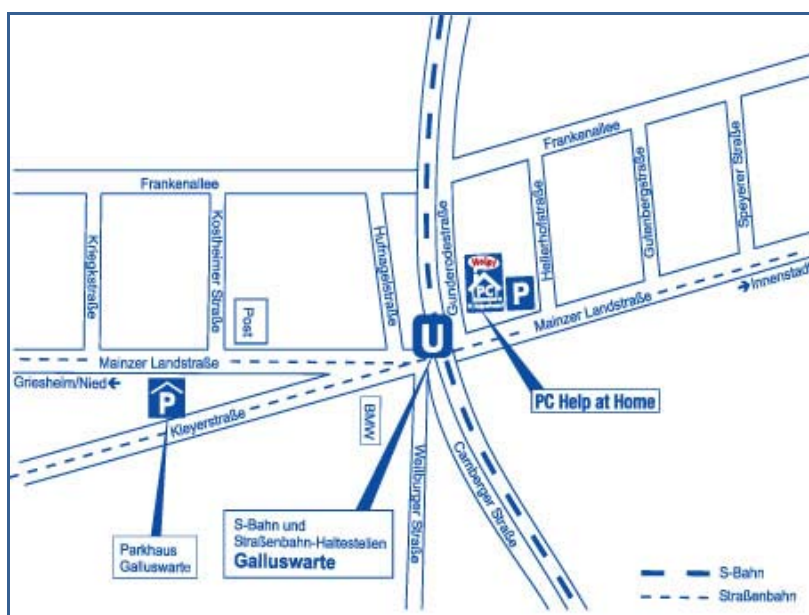 Frankenallee
Frankenallee
Kriegkstraße
Kostheimer Straße
Hufnagelstraße
Gunderodestraße
Hellerhofstraße
Gutenbergstraße
Speyerer Straße
Help!
PC
P
Post
U
Mainzer Landstraße
Innenstadt
Mainzer Landstraße
Griesheim/Nied
P
PC Help at Home
Kleyerstraße
BMW
Weilburger Straße
Camberger Straße
Parkhaus
Galluswarte
S-Bahn und
Straßenbahn-Haltestellen
Galluswarte
S-Bahn
Straßenbahn